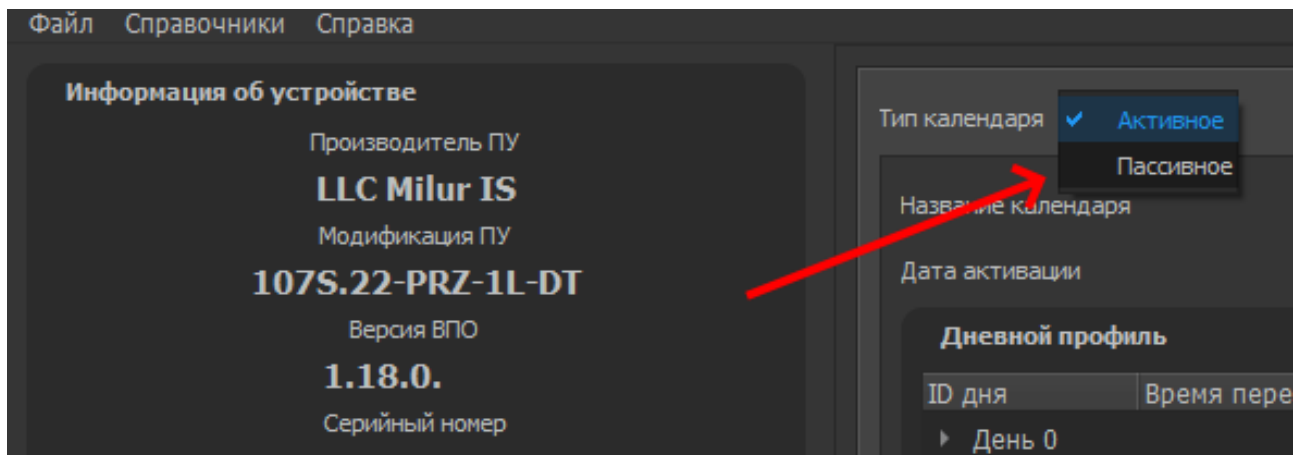 Файл Справочники Справка
Информация об устройстве
Производитель ПУ
LLC Milur IS
Модификация ПУ
107S.22-PRZ-1L-DT
Версия ВПО
1.18.0.
Серийный номер
Тип календаря ✓ Активное
Пассивное
Название календаря
Дата активации
Дневной профиль
ID дня Время пере
День 0